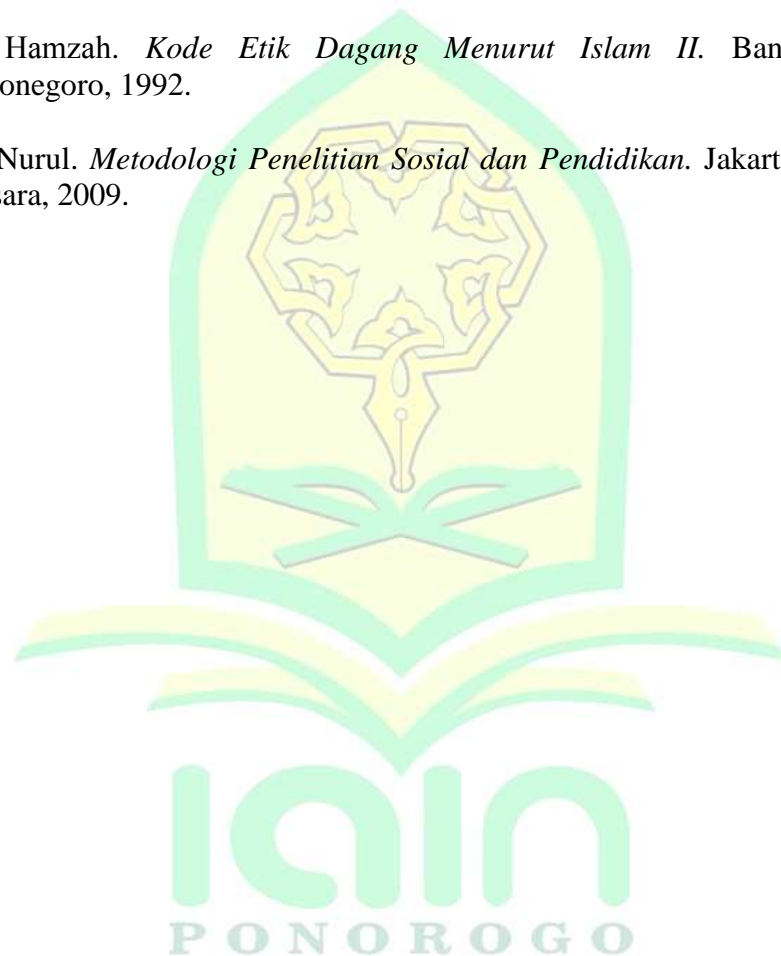 Hamzah. Kode Etik Dagang Menurut Islam II. Ban
onegoro, 1992.
Nurul. Metodologi Penelitian Sosial dan Pendidikan. Jakart
sara, 2009.
iain
PONOROGO